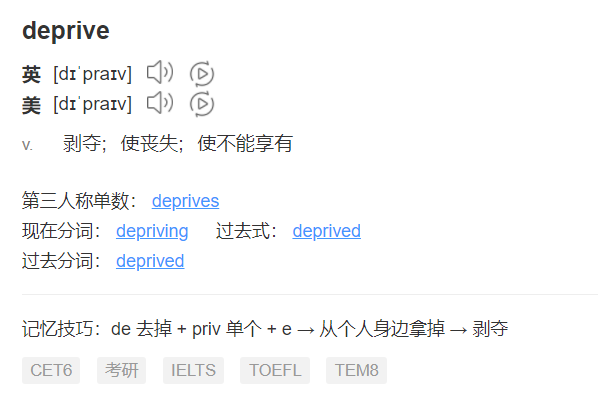 deprive
英 [dɪˈpraɪv]
美 [dɪˈpraɪv]
v. 剥夺；使丧失；使不能享有
第三人称单数： deprives
现在分词： depriving 过去式： deprived
过去分词： deprived
记忆技巧：de 去掉 + priv 单个 + e → 从个人身边拿掉 → 剥夺
CET6 考研 IELTS TOEFL TEM8